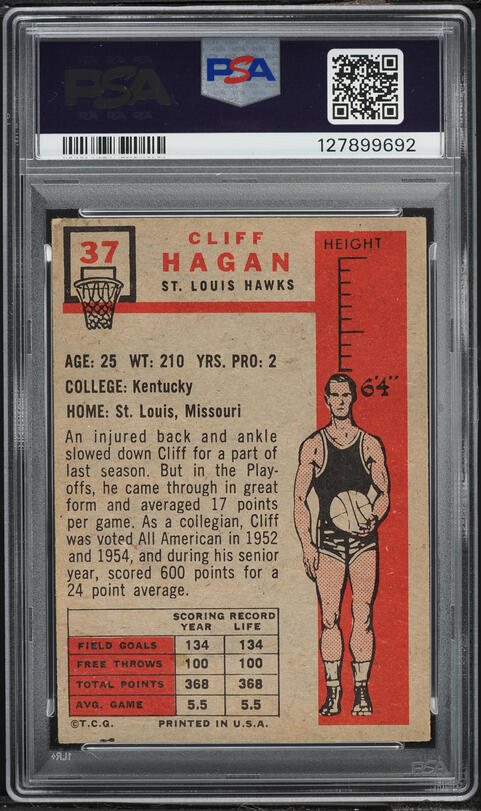 PSA
PSA
127899692
37
CLIFF
HAGAN
ST. LOUIS HAWKS
HEIGHT
6'4"
AGE: 25 WT: 210 YRS. PRO: 2
COLLEGE: Kentucky
HOME: St. Louis, Missouri
An injured back and ankle
slowed down Cliff for a part of
last season. But in the Play-
offs, he came through in great
form and averaged 17 points
per game. As a collegian, Cliff
was voted All American in 1952
and 1954, and during his senior
year, scored 600 points for a
24 point average.
SCORING RECORD
YEAR LIFE
FIELD GOALS 134 134
FREE THROWS 100 100
TOTAL POINTS 368 368
AVG. GAME 5.5 5.5
©T.C.G. PRINTED IN U.S.A.
PSA